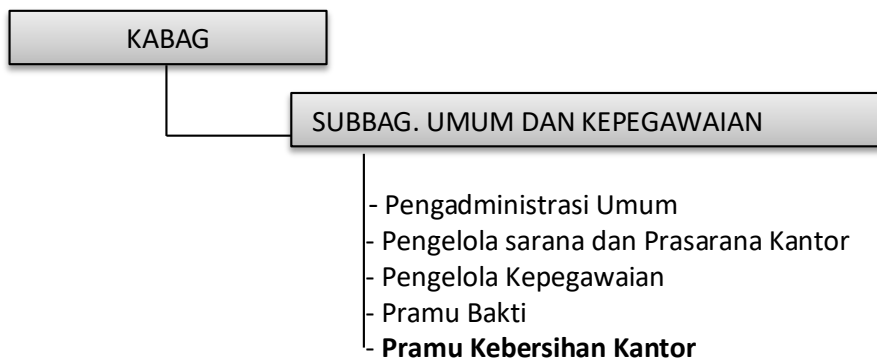 KABAG
SUBBAG. UMUM DAN KEPEGAWAIAN
- Pengadministrasi Umum
- Pengelola sarana dan Prasarana Kantor
- Pengelola Kepegawaian
- Pramu Bakti
- Pramu Kebersihan Kantor